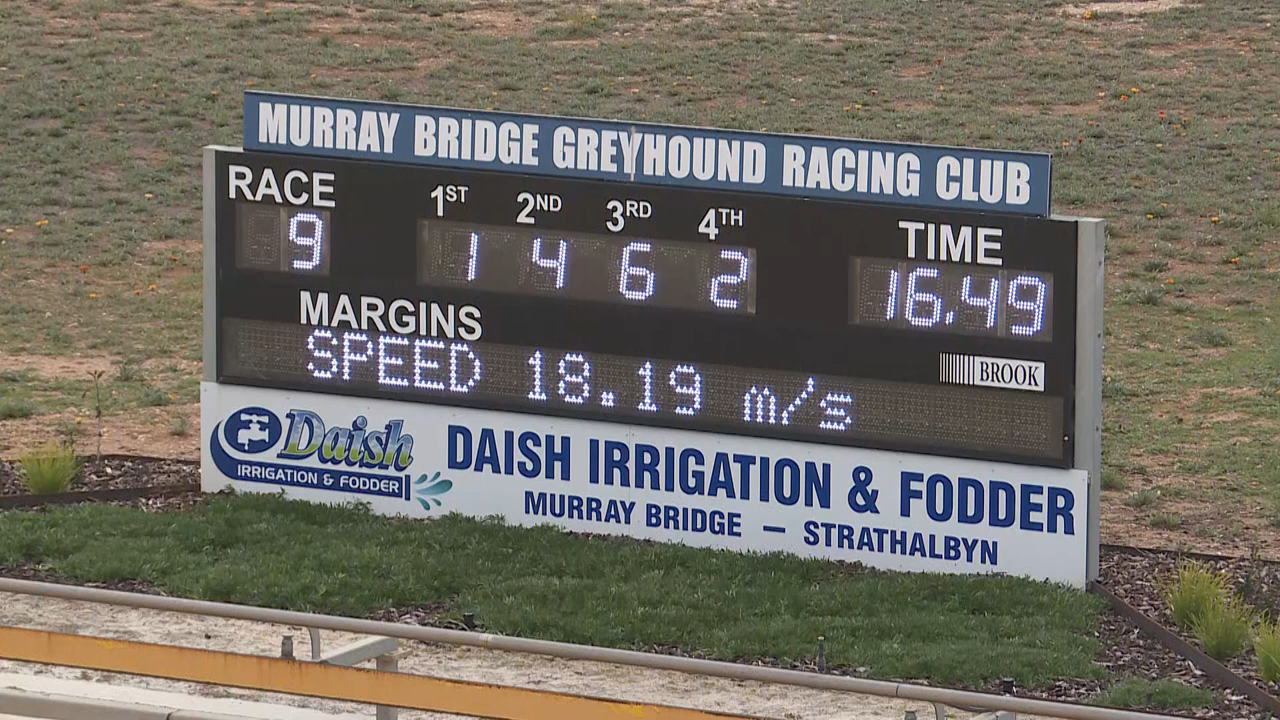 MURRAY BRIDGE GREYHOUND RACING CLUB
RACE 1ST 2ND 3RD 4TH TIME
9 1 4 6 2 16.49
MARGINS
SPEED 18.19 m/s
BROOK
Daish
IRRIGATION & FODDER
DAISH IRRIGATION & FODDER
MURRAY BRIDGE – STRATHALBYN